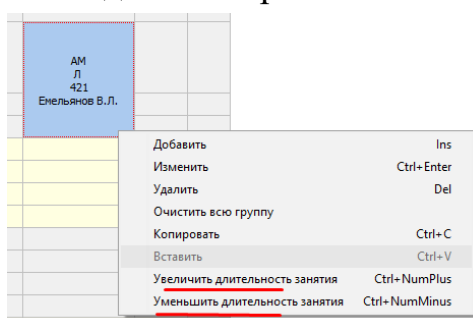 АМ
Л
421
Емельянов В.Л.
Добавить Ins
Изменить Ctrl+Enter
Удалить Del
Очистить всю группу
Копировать Ctrl+C
Вставить Ctrl+V
Увеличить длительность занятия Ctrl+NumPlus
Уменьшить длительность занятия Ctrl+NumMinus